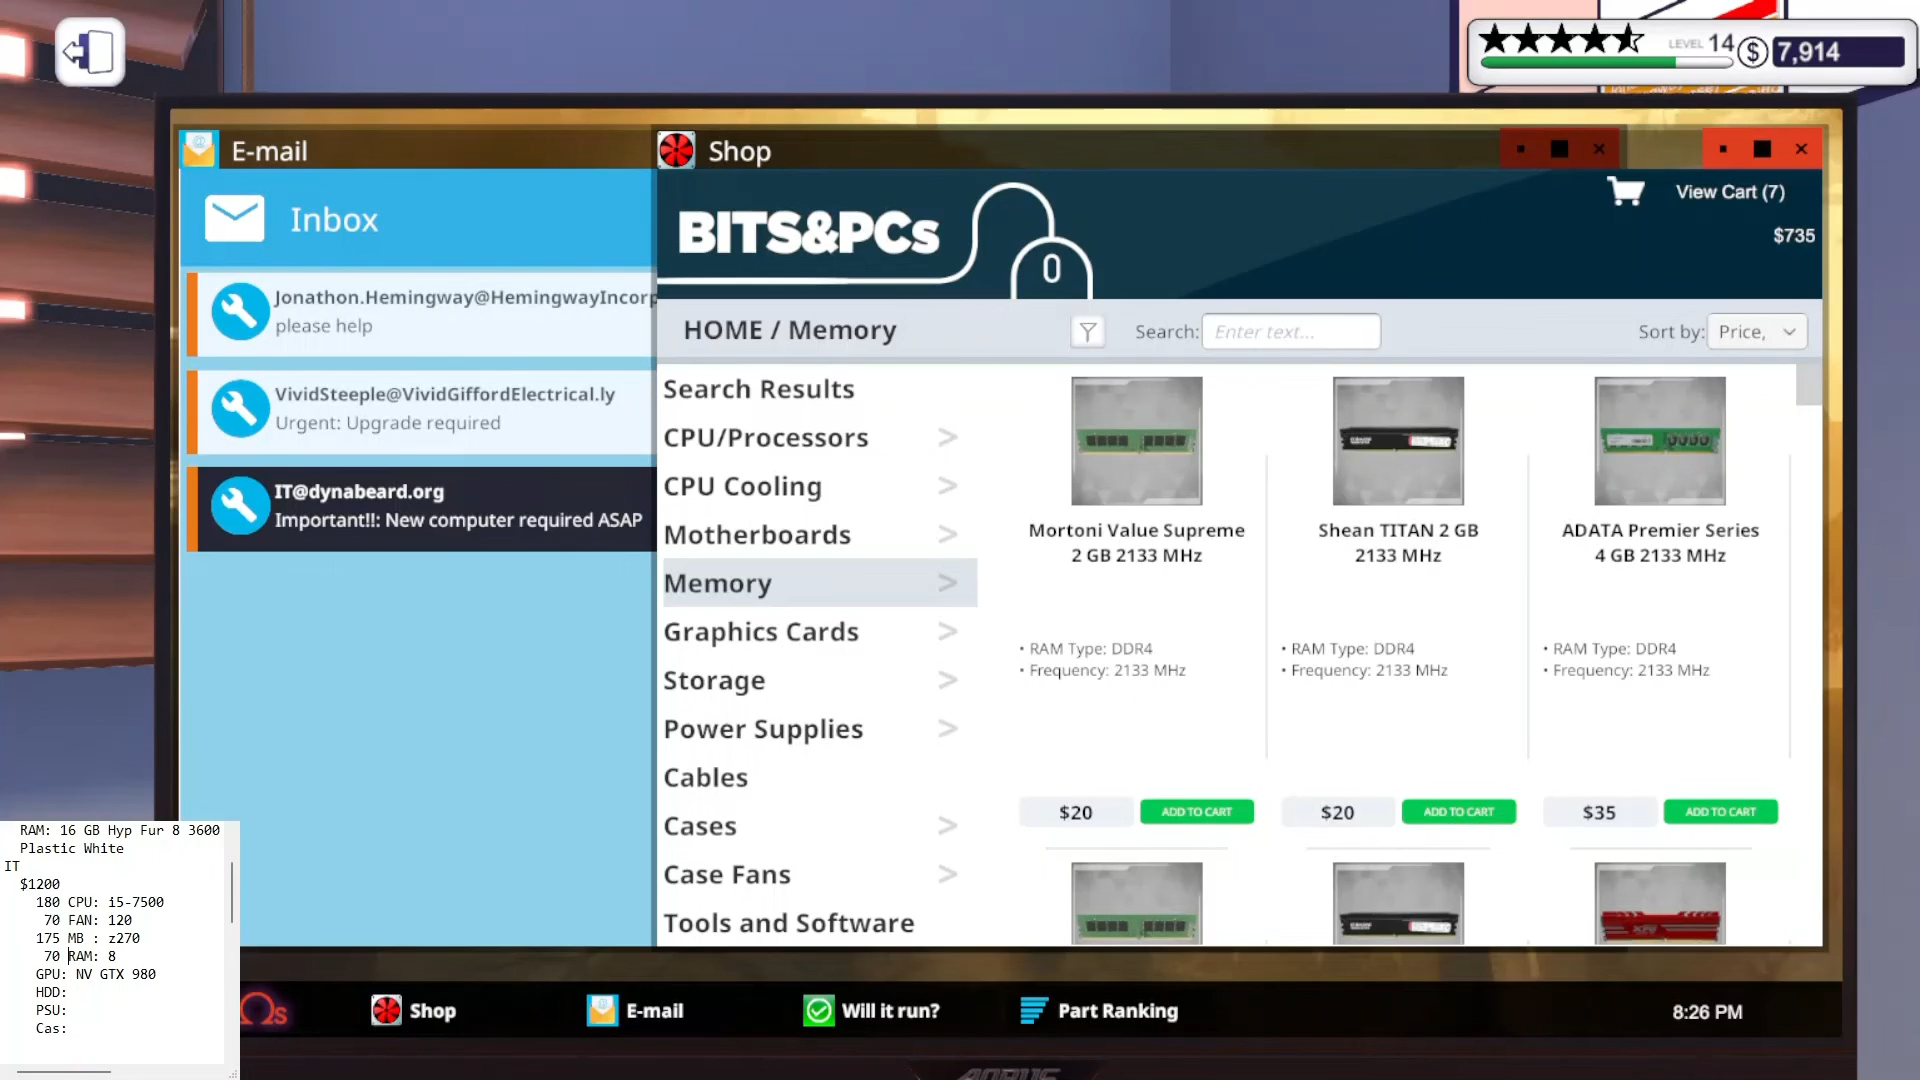 LEVEL 14
$ 7,914
E-mail
Shop
Inbox
BITS&PCs
View Cart (7)
$735
Jonathon.Hemingway@HemingwayIncorp
please help
VividSteeple@VividGiffordElectrical.ly
Urgent: Upgrade required
IT@dynabeard.org
Important!!: New computer required ASAP
HOME / Memory
Search:
Enter text...
Sort by:
Price,
Search Results
CPU/Processors >
CPU Cooling >
Motherboards >
Memory >
Graphics Cards >
Storage >
Power Supplies >
Cables
Cases >
Case Fans >
Tools and Software
Mortoni Value Supreme
2 GB 2133 MHz
• RAM Type: DDR4
• Frequency: 2133 MHz
$20
ADD TO CART
Shean TITAN 2 GB
2133 MHz
• RAM Type: DDR4
• Frequency: 2133 MHz
$20
ADD TO CART
ADATA Premier Series
4 GB 2133 MHz
• RAM Type: DDR4
• Frequency: 2133 MHz
$35
ADD TO CART
RAM: 16 GB Hyp Fur 8 3600
Plastic White
IT
$1200
180 CPU: i5-7500
70 FAN: 120
175 MB : z270
70 RAM: 8
GPU: NV GTX 980
HDD:
PSU:
Cas:
Ωs
Shop
E-mail
Will it run?
Part Ranking
8:26 PM
AORUS